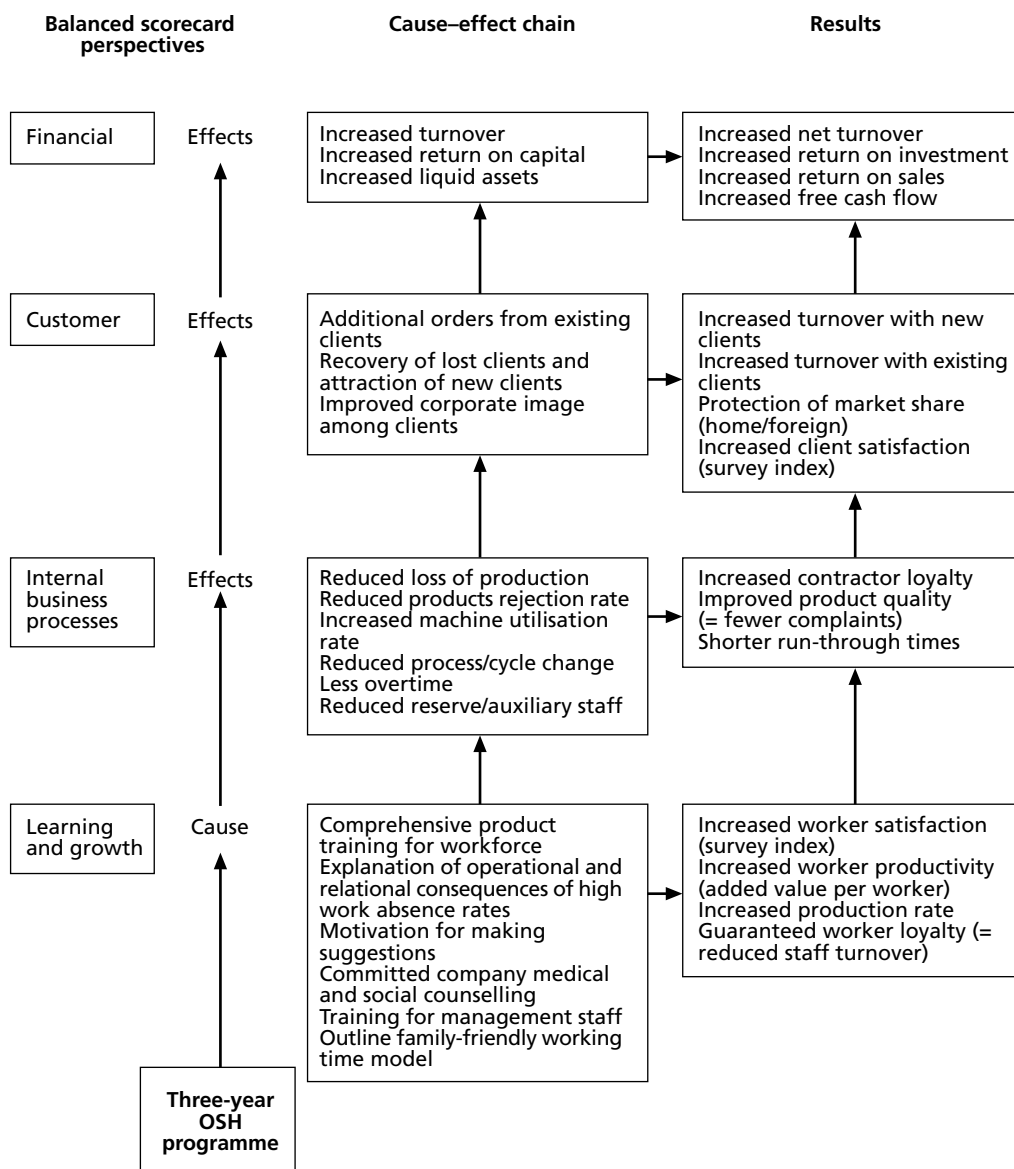 Balanced scorecard
perspectives
Cause–effect chain
Results
Financial
Effects
Increased turnover
Increased return on capital
Increased liquid assets
Increased net turnover
Increased return on investment
Increased return on sales
Increased free cash flow
Customer
Effects
Additional orders from existing
clients
Recovery of lost clients and
attraction of new clients
Improved corporate image
among clients
Increased turnover with new
clients
Increased turnover with existing
clients
Protection of market share
(home/foreign)
Increased client satisfaction
(survey index)
Internal
business
processes
Effects
Reduced loss of production
Reduced products rejection rate
Increased machine utilisation
rate
Reduced process/cycle change
Less overtime
Reduced reserve/auxiliary staff
Increased contractor loyalty
Improved product quality
(= fewer complaints)
Shorter run-through times
Learning
and growth
Cause
Comprehensive product
training for workforce
Explanation of operational and
relational consequences of high
work absence rates
Motivation for making
suggestions
Committed company medical
and social counselling
Training for management staff
Outline family-friendly working
time model
Increased worker satisfaction
(survey index)
Increased worker productivity
(added value per worker)
Increased production rate
Guaranteed worker loyalty (=
reduced staff turnover)
Three-year
OSH
programme